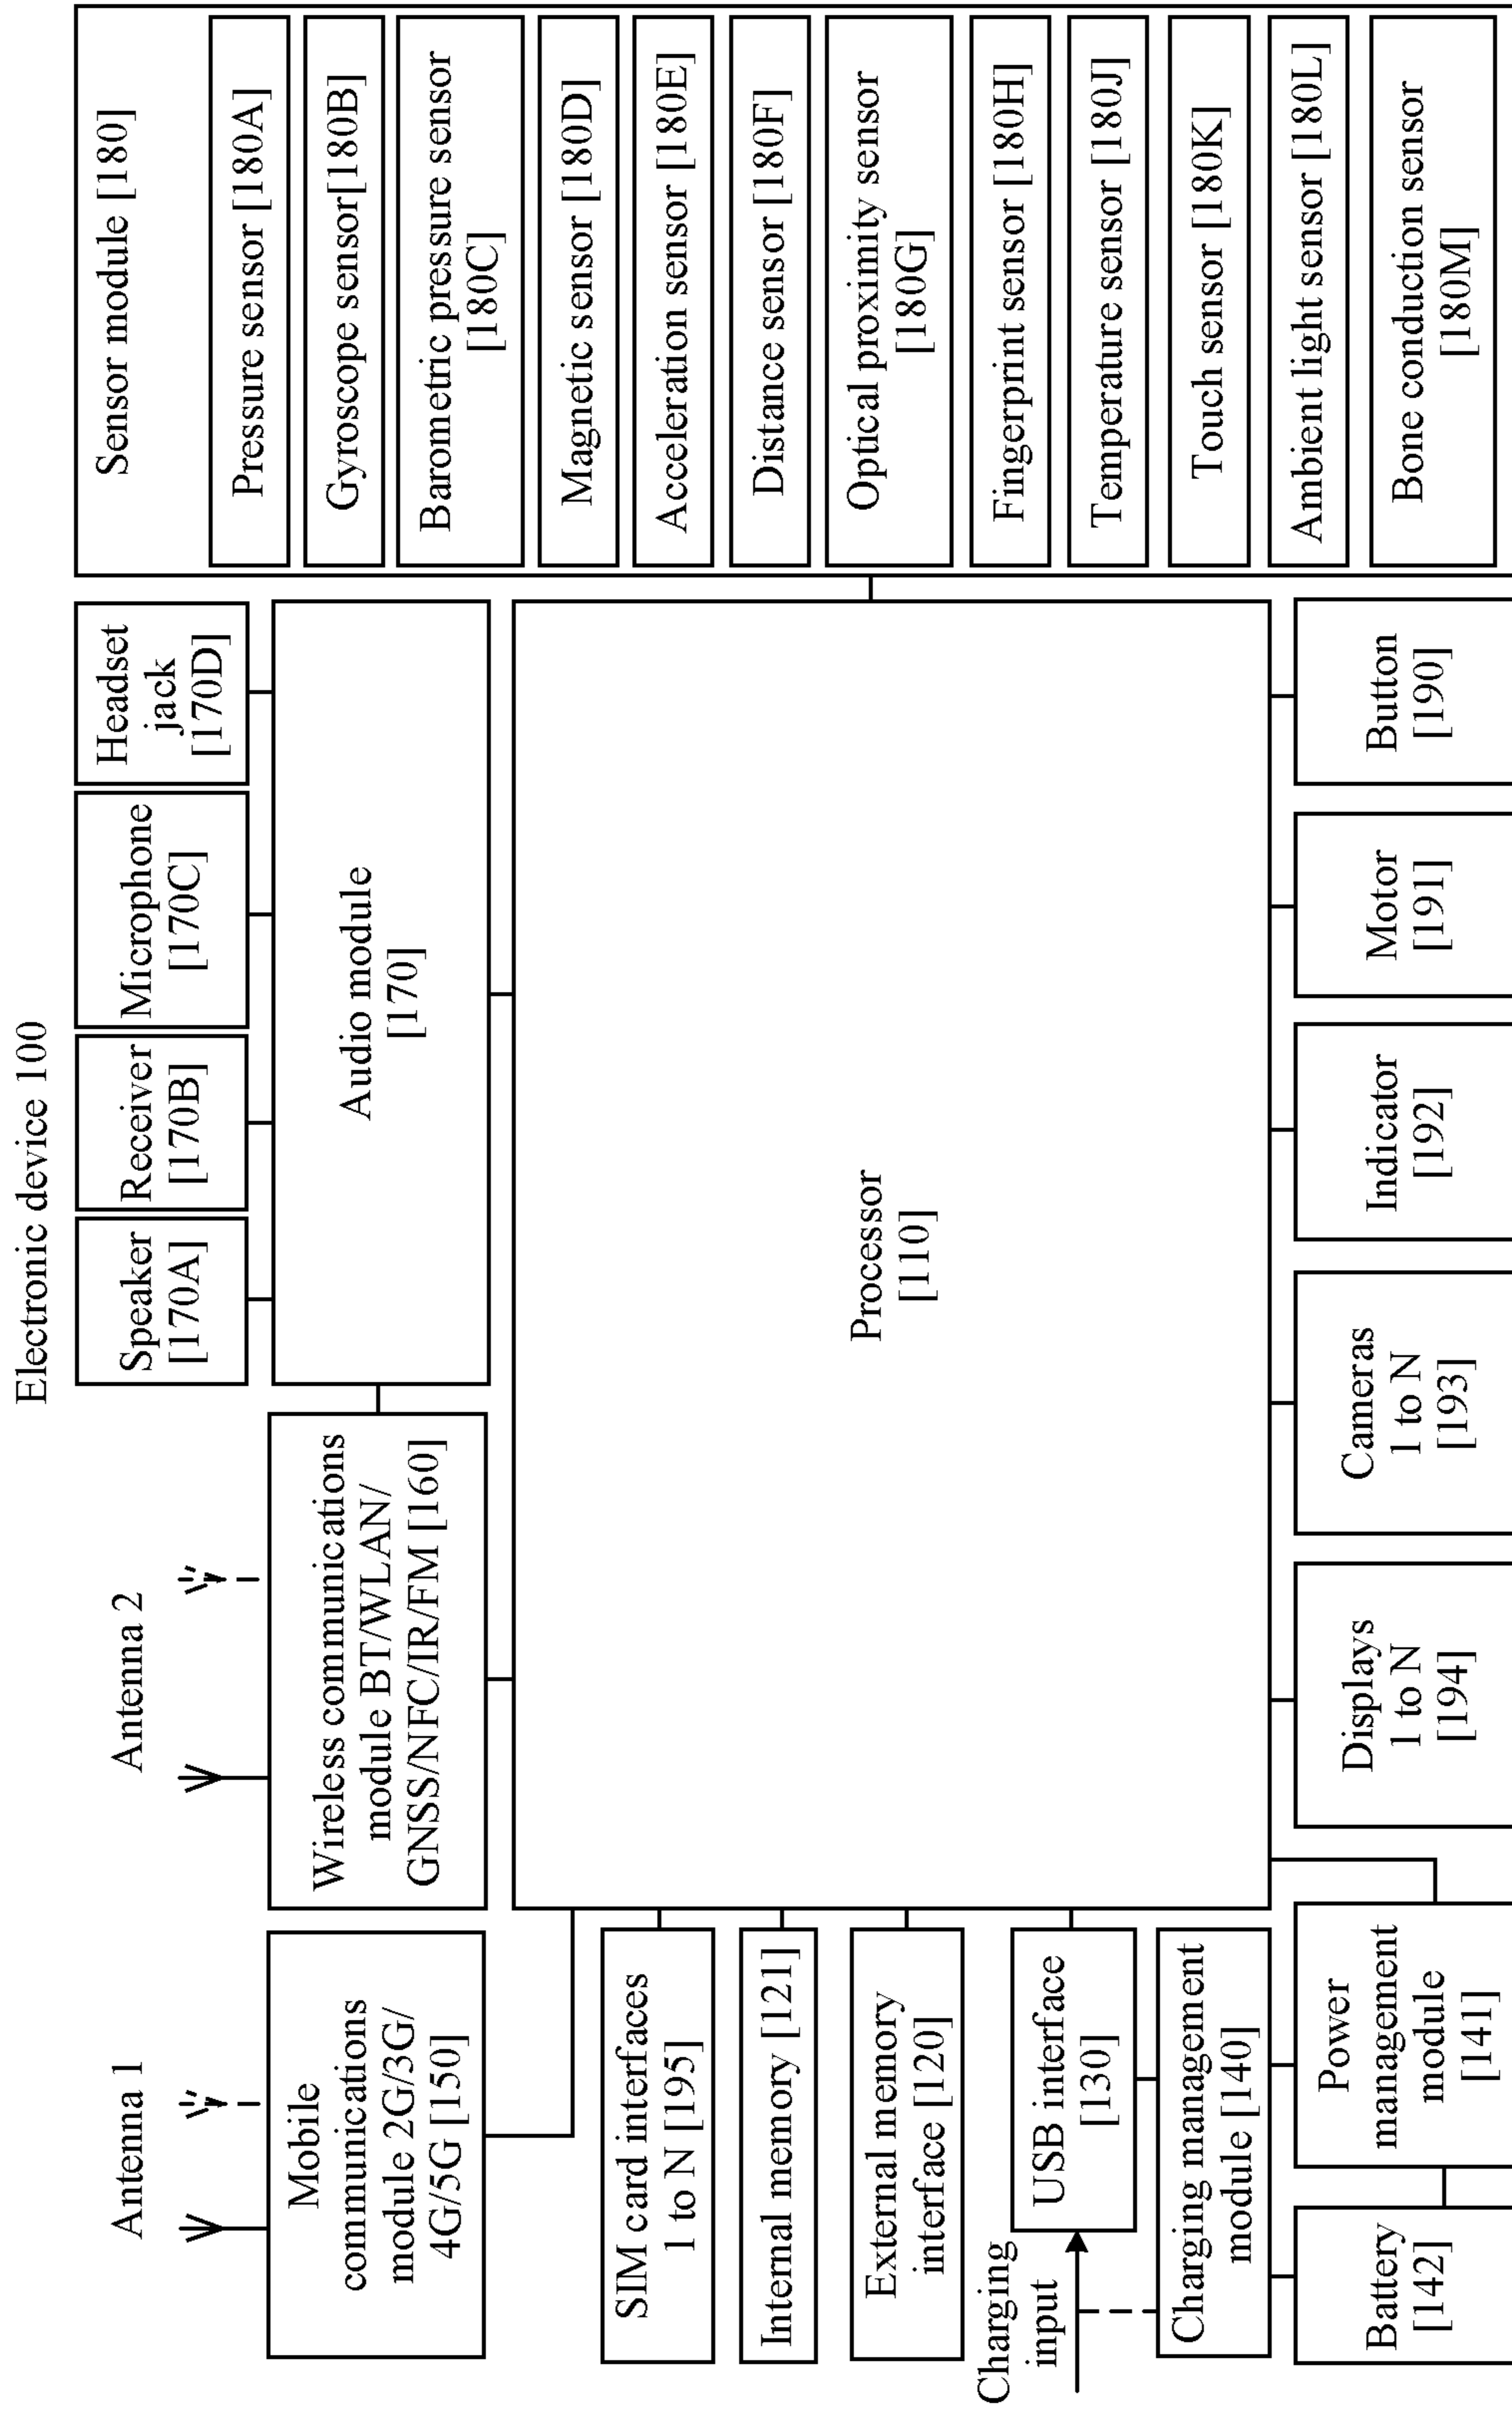 Electronic device 100
Antenna 1
Antenna 2
Mobile
communications
module 2G/3G/
4G/5G [150]
Wireless communications
module BT/WLAN/
GNSS/NFC/IR/FM [160]
Speaker
[170A]
Receiver
[170B]
Microphone
[170C]
Headset
jack
[170D]
Audio module
[170]
Sensor module [180]
Pressure sensor [180A]
Gyroscope sensor[180B]
Barometric pressure sensor
[180C]
Magnetic sensor [180D]
Acceleration sensor [180E]
Distance sensor [180F]
Optical proximity sensor
[180G]
Fingerprint sensor [180H]
Temperature sensor [180J]
Touch sensor [180K]
Ambient light sensor [180L]
Bone conduction sensor
[180M]
SIM card interfaces
1 to N [195]
Internal memory [121]
External memory
interface [120]
Charging
input
USB interface
[130]
Charging management
module [140]
Processor
[110]
Battery
[142]
Power
management
module
[141]
Displays
1 to N
[194]
Cameras
1 to N
[193]
Indicator
[192]
Motor
[191]
Button
[190]